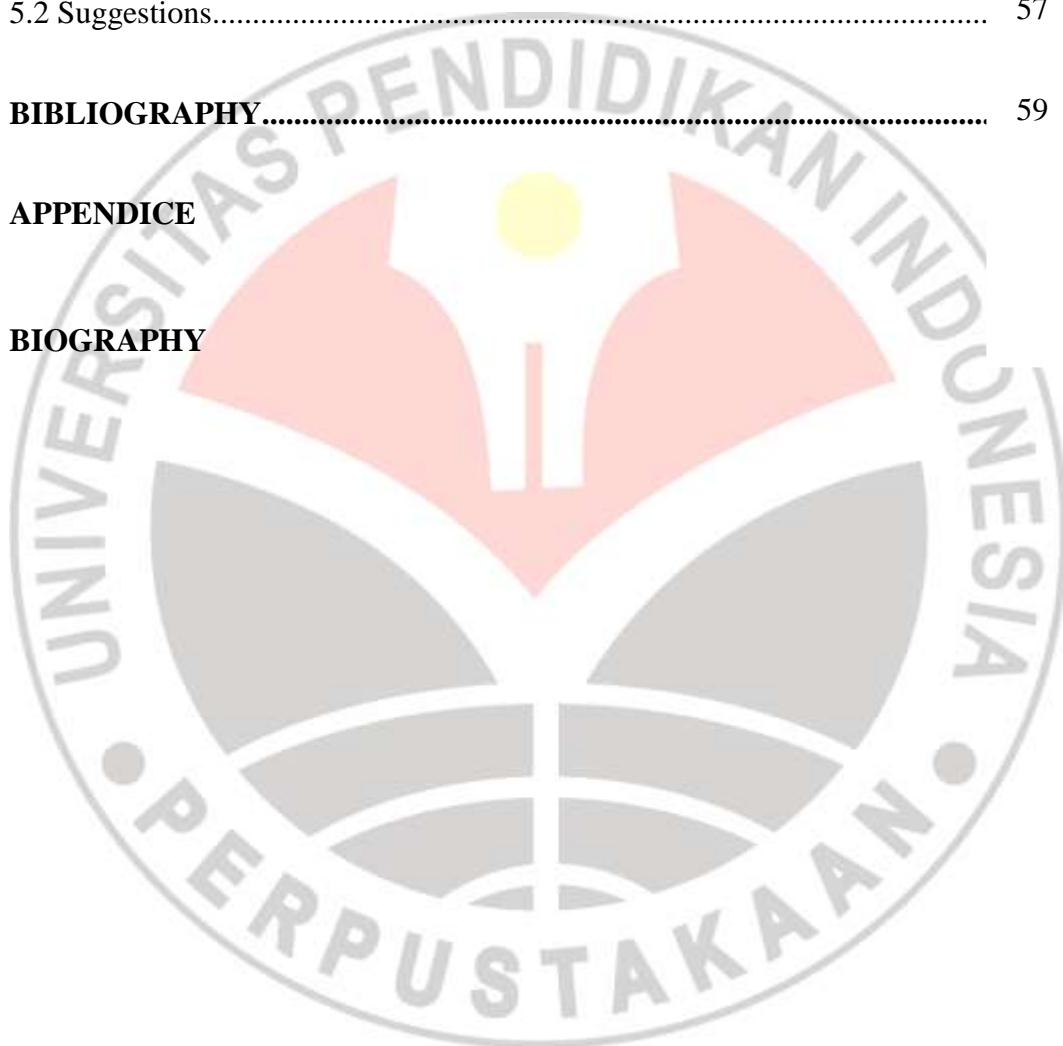 5.2 Suggestions.................................................................................................. 57
BIBLIOGRAPHY.......................................................................................... 59
APPENDICE
BIOGRAPHY
UNIVERSITAS PENDIDIKAN INDONESIA
PERPUSTAKAAN